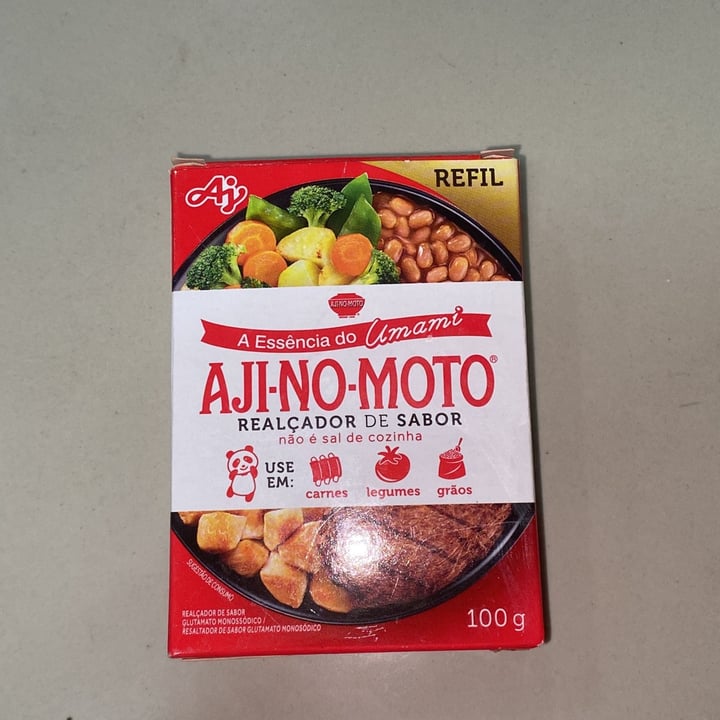 Aj
REFIL
AJI-NO-MOTO
A Essência do Umami
AJI-NO-MOTO®
REALÇADOR DE SABOR
não é sal de cozinha
USE
EM:
carnes legumes grãos
SUGESTÃO DE CONSUMO
REALÇADOR DE SABOR
GLUTAMATO MONOSSÓDICO /
RESALTADOR DE SABOR GLUTAMATO MONOSÓDICO
100 g